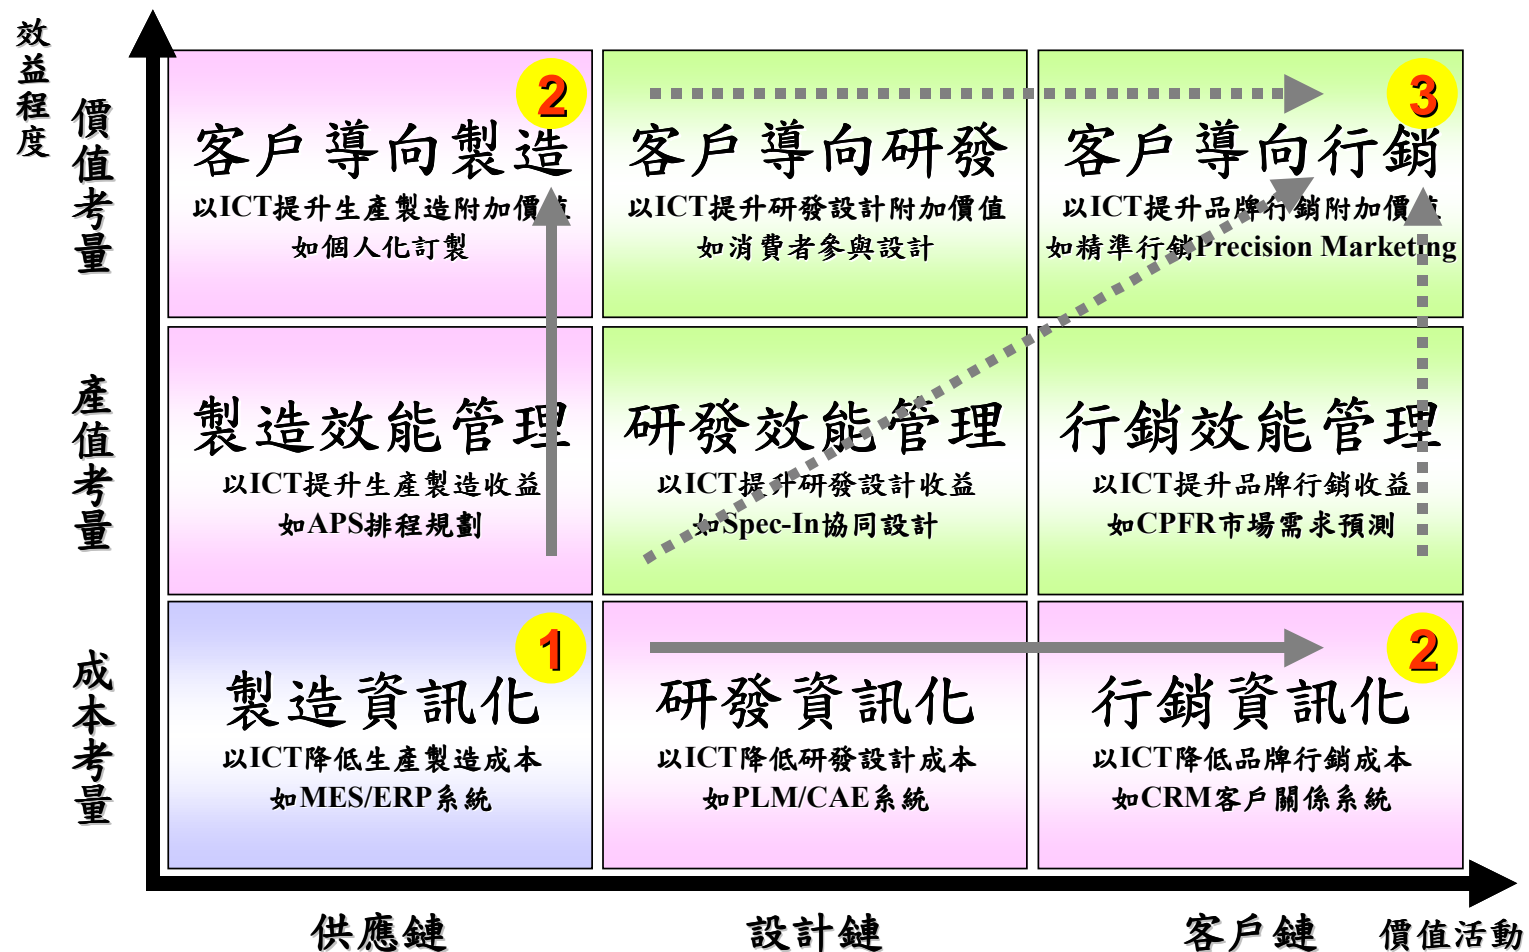 效益程度
價值考量
2
客戶導向製造
以ICT提升生產製造附加價值
如個人化訂製
客戶導向研發
以ICT提升研發設計附加價值
如消費者參與設計
3
客戶導向行銷
以ICT提升品牌行銷附加價值
如精準行銷Precision Marketing
產值考量
製造效能管理
以ICT提升生產製造收益
如APS排程規劃
研發效能管理
以ICT提升研發設計收益
如Spec-In協同設計
行銷效能管理
以ICT提升品牌行銷收益
如CPFR市場需求預測
成本考量
1
製造資訊化
以ICT降低生產製造成本
如MES/ERP系統
研發資訊化
以ICT降低研發設計成本
如PLM/CAE系統
2
行銷資訊化
以ICT降低品牌行銷成本
如CRM客戶關係系統
供應鏈
設計鏈
客戶鏈
價值活動